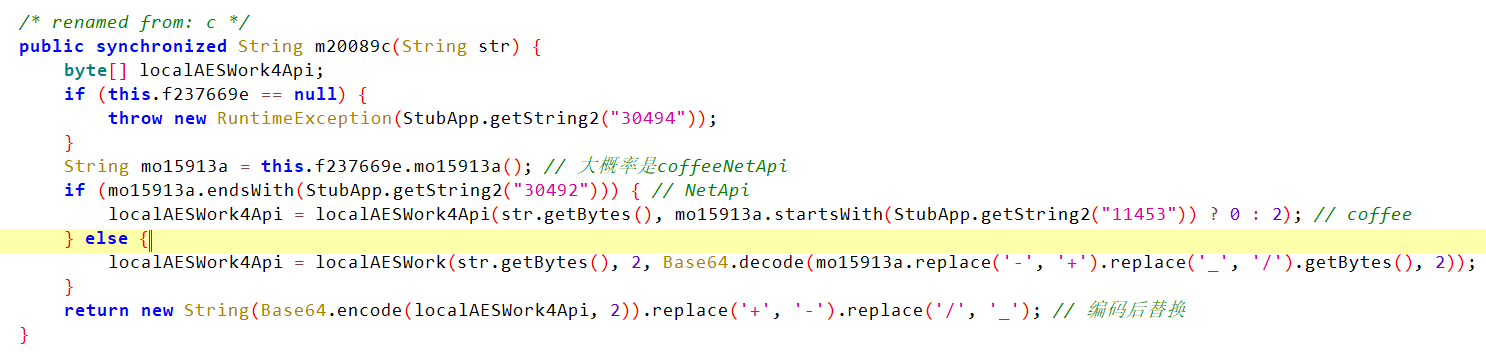 /* renamed from: c */
public synchronized String m20089c(String str) {
    byte[] localAESWork4Api;
    if (this.f237669e == null) {
        throw new RuntimeException(StubApp.getString2("30494"));
    }
    String mo15913a = this.f237669e.mo15913a(); // 大概率是coffeeNetApi
    if (mo15913a.endsWith(StubApp.getString2("30492"))) { // NetApi
        localAESWork4Api = localAESWork4Api(str.getBytes(), mo15913a.startsWith(StubApp.getString2("11453")) ? 0 : 2); // coffee
    } else {
        localAESWork4Api = localAESWork(str.getBytes(), 2, Base64.decode(mo15913a.replace('-', '+').replace('_', '/').getBytes(), 2));
    }
    return new String(Base64.encode(localAESWork4Api, 2)).replace('+', '-').replace('/', '_'); // 编码后替换
}